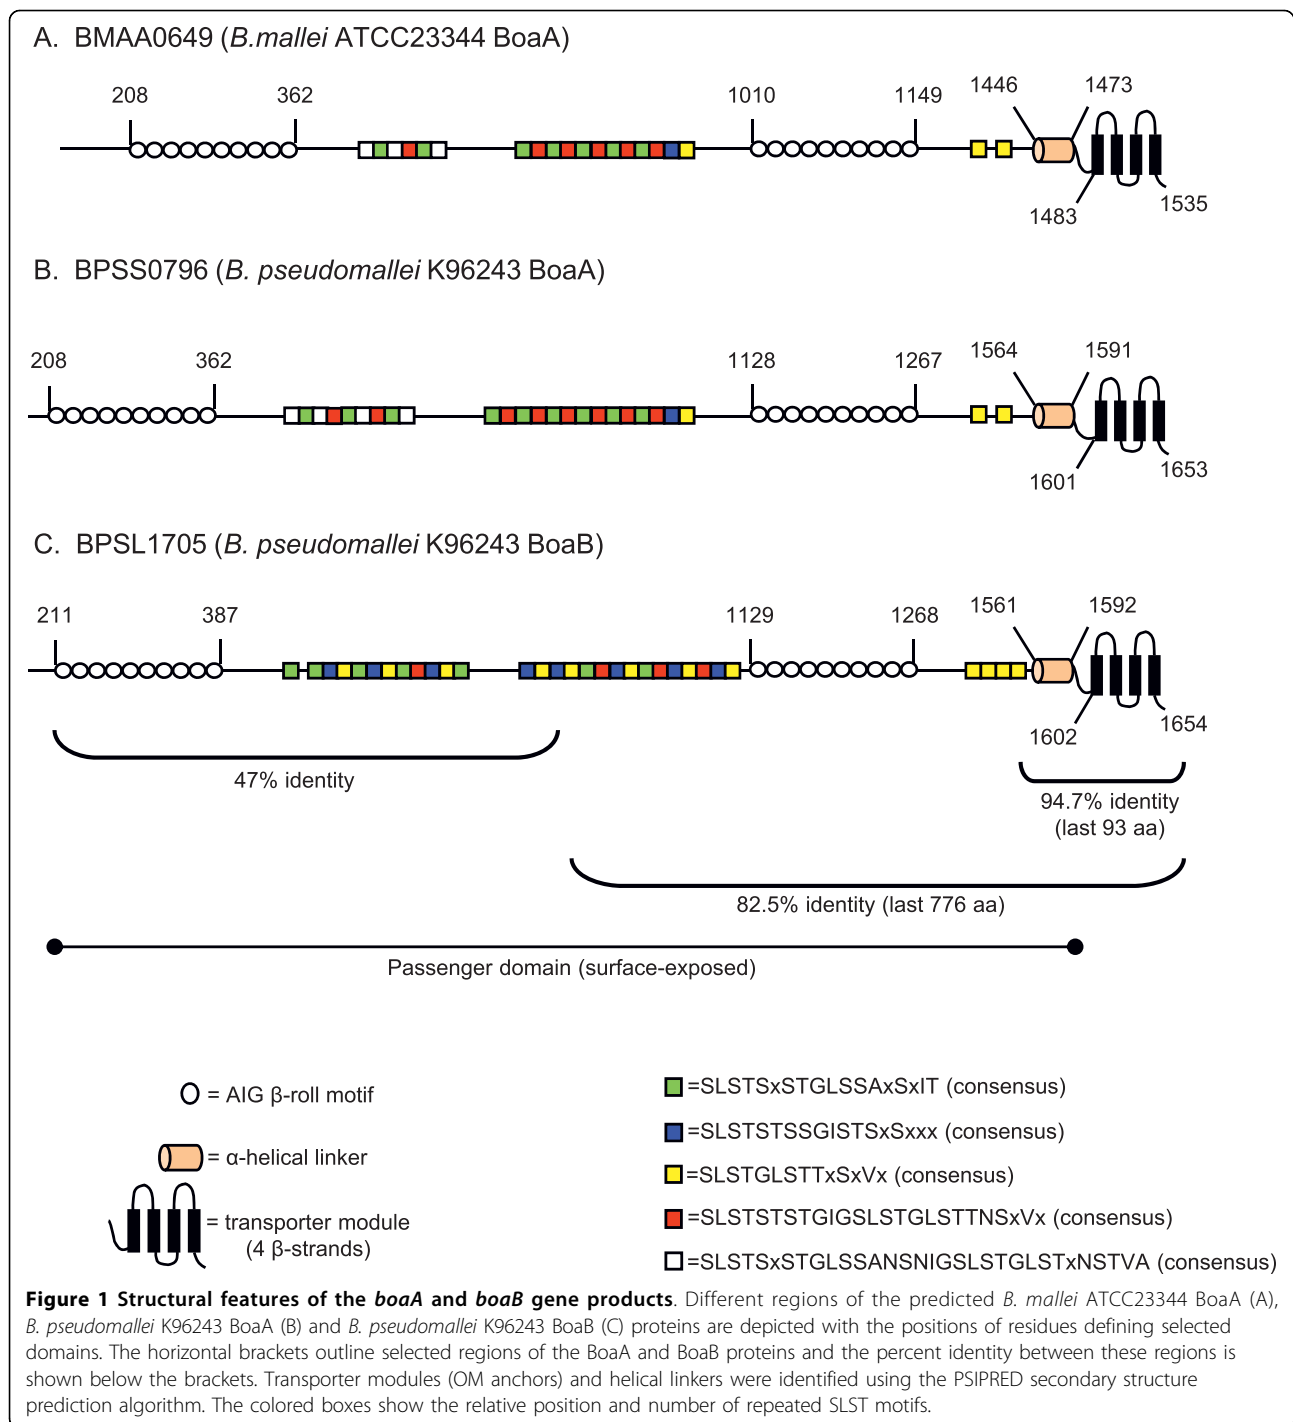 A. BMAA0649 (B.mallei ATCC23344 BoaA)
208 362 1010 1149 1446 1473
1483 1535
B. BPSS0796 (B. pseudomallei K96243 BoaA)
208 362 1128 1267 1564 1591
1601 1653
C. BPSL1705 (B. pseudomallei K96243 BoaB)
211 387 1129 1268 1561 1592
1602 1654
47% identity
94.7% identity
(last 93 aa)
82.5% identity (last 776 aa)
Passenger domain (surface-exposed)
= AIG β-roll motif
= α-helical linker
= transporter module
(4 β-strands)
=SLSTSxSTGLSSAxSxIT (consensus)
=SLSTSTSSGISTSxSxxx (consensus)
=SLSTGLSTTxSxVx (consensus)
=SLSTSTSTGIGSLSTGLSTTNSxVx (consensus)
=SLSTSxSTGLSSANSNIGSLSTGLSTxNSTVA (consensus)
Figure 1 Structural features of the boaA and boaB gene products. Different regions of the predicted B. mallei ATCC23344 BoaA (A),
B. pseudomallei K96243 BoaA (B) and B. pseudomallei K96243 BoaB (C) proteins are depicted with the positions of residues defining selected
domains. The horizontal brackets outline selected regions of the BoaA and BoaB proteins and the percent identity between these regions is
shown below the brackets. Transporter modules (OM anchors) and helical linkers were identified using the PSIPRED secondary structure
prediction algorithm. The colored boxes show the relative position and number of repeated SLST motifs.